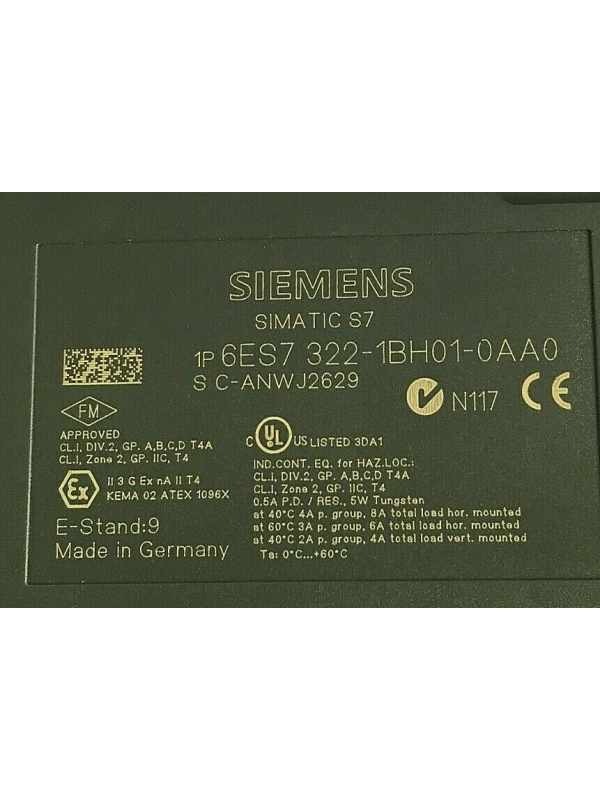 SIEMENS
SIMATIC S7
1P 6ES7 322-1BH01-0AA0
S C-ANWJ2629
N117 CE
FM
APPROVED
CL.I, DIV.2, GP. A,B,C,D T4A
CL.I, Zone 2, GP. IIC, T4
Ex
II 3 G Ex nA II T4
KEMA 02 ATEX 1096X
E-Stand:9
Made in Germany
C UL US LISTED 3DA1
IND.CONT. EQ. for HAZ.LOC.:
CL.I, DIV.2, GP. A,B,C,D T4A
CL.I, Zone 2, GP. IIC, T4
0.5A P.D. / RES., 5W Tungsten
at 40°C 4A p. group, 8A total load hor. mounted
at 60°C 3A p. group, 6A total load hor. mounted
at 40°C 2A p. group, 4A total load vert. mounted
Ta: 0°C...+60°C